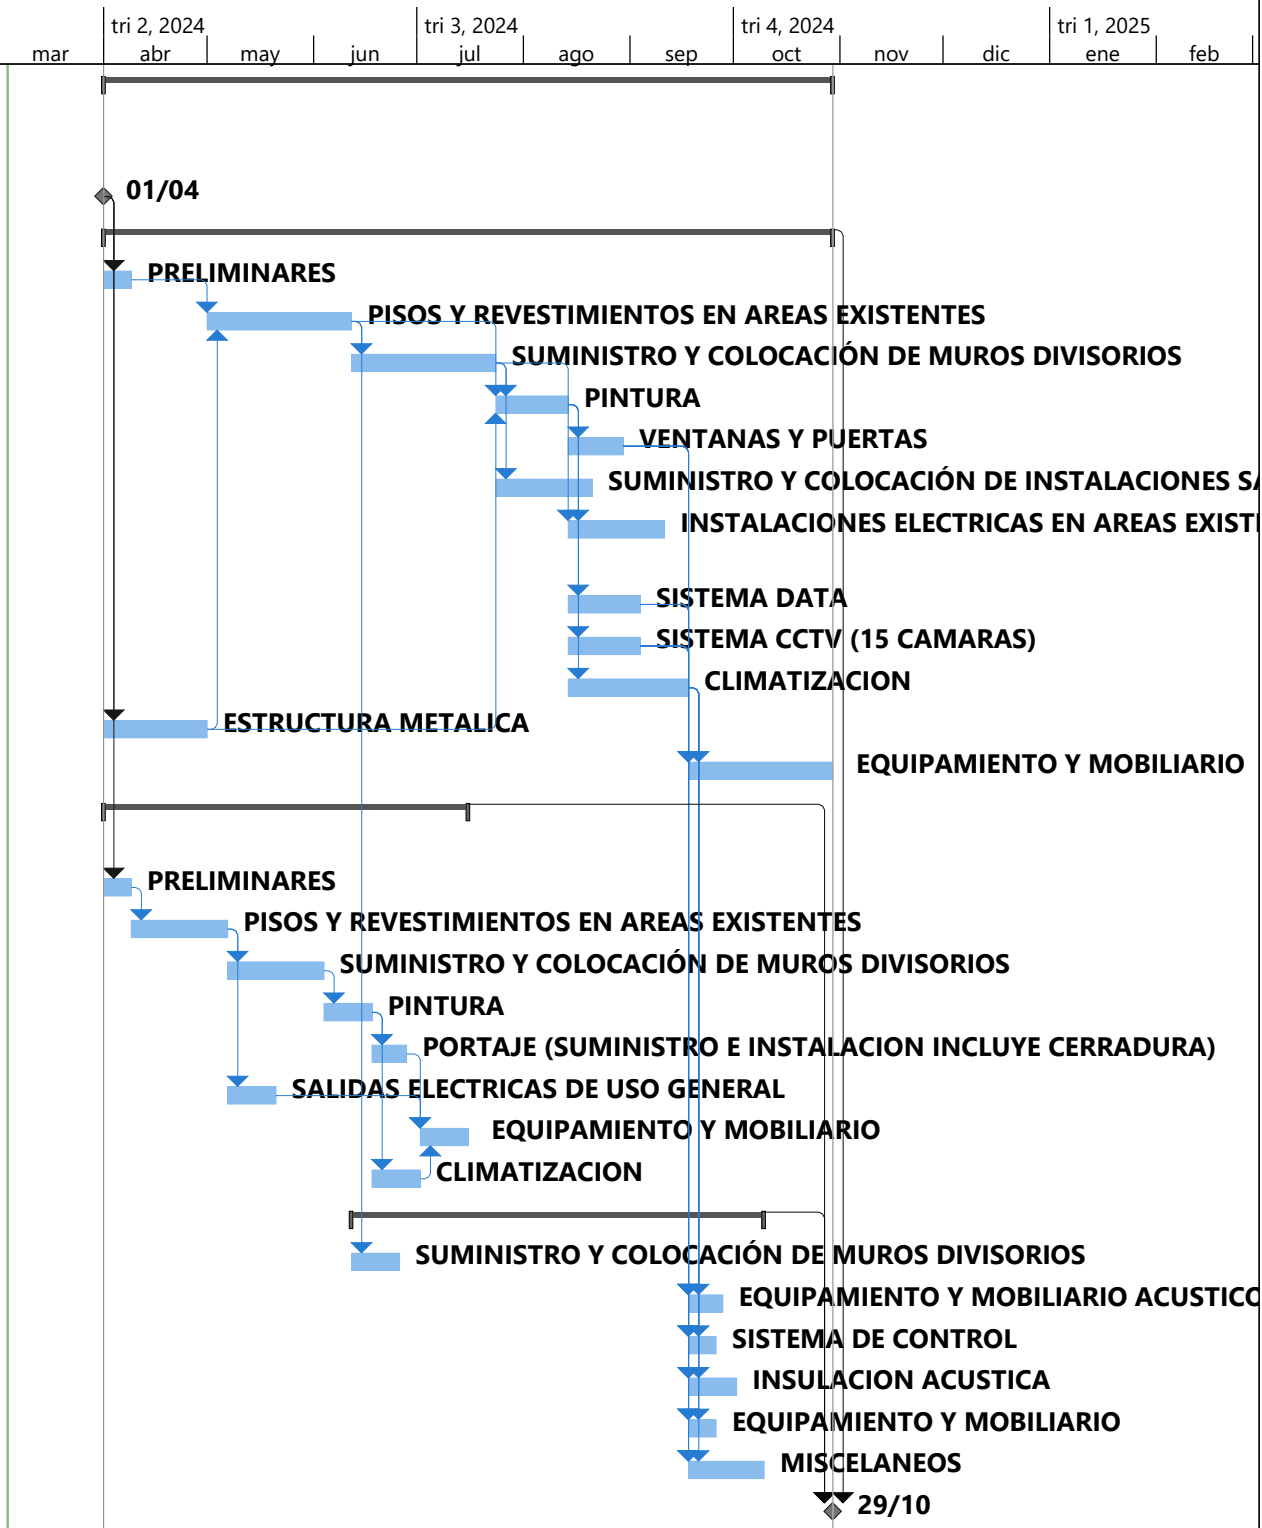 tri 2, 2024 tri 3, 2024 tri 4, 2024 tri 1, 2025
mar abr may jun jul ago sep oct nov dic ene feb
01/04
PRELIMINARES
PISOS Y REVESTIMIENTOS EN AREAS EXISTENTES
SUMINISTRO Y COLOCACIÓN DE MUROS DIVISORIOS
PINTURA
VENTANAS Y PUERTAS
SUMINISTRO Y COLOCACIÓN DE INSTALACIONES
INSTALACIONES ELECTRICAS EN AREAS
SISTEMA DATA
SISTEMA CCTV (15 CAMARAS)
CLIMATIZACION
ESTRUCTURA METALICA
EQUIPAMIENTO Y MOBILIARIO
PRELIMINARES
PISOS Y REVESTIMIENTOS EN AREAS EXISTENTES
SUMINISTRO Y COLOCACIÓN DE MUROS DIVISORIOS
PINTURA
PORTAJE (SUMINISTRO E INSTALACION INCLUYE CERRADURA)
SALIDAS ELECTRICAS DE USO GENERAL
EQUIPAMIENTO Y MOBILIARIO
CLIMATIZACION
SUMINISTRO Y COLOCACIÓN DE MUROS DIVISORIOS
EQUIPAMIENTO Y MOBILIARIO ACUSTICO
SISTEMA DE CONTROL
INSULACION ACUSTICA
EQUIPAMIENTO Y MOBILIARIO
MISCELANEOS
29/10